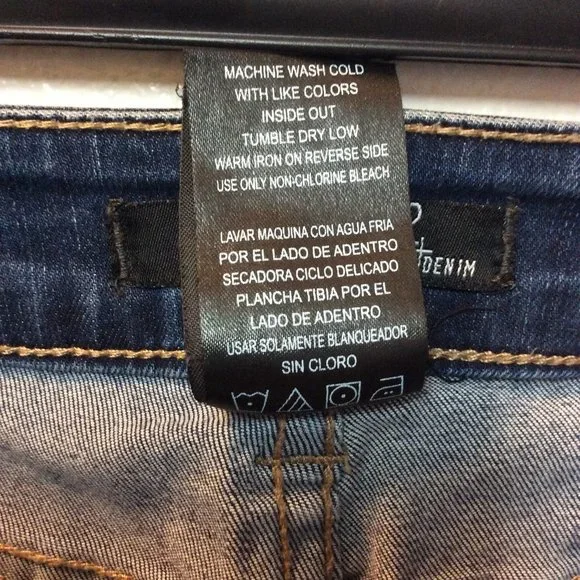 MACHINE WASH COLD
WITH LIKE COLORS
INSIDE OUT
TUMBLE DRY LOW
WARM IRON ON REVERSE SIDE
USE ONLY NON-CHLORINE BLEACH
LAVAR MAQUINA CON AGUA FRIA
POR EL LADO DE ADENTRO
SECADORA CICLO DELICADO
PLANCHA TIBIA POR EL
LADO DE ADENTRO
USAR SOLAMENTE BLANQUEADOR
SIN CLORO
DENIM